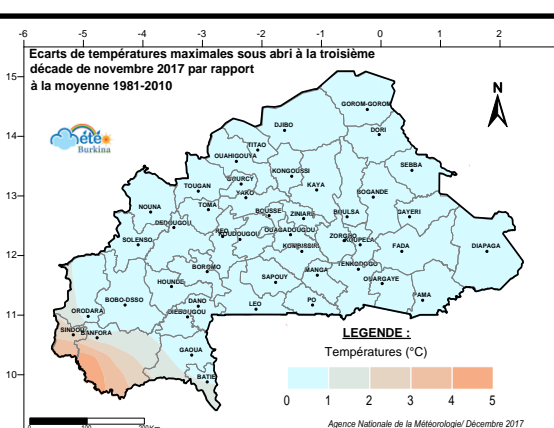 -6 -5 -4 -3 -2 -1 0 1 2
Ecarts de températures maximales sous abri à la troisième
décade de novembre 2017 par rapport
à la moyenne 1981-2010
N
15
14
13
12
11
10
été
Burkina
GOROM-GOROM
DORI
DJIBO
TITAO
OUAHIGOUYA
SEBBA
KONGOUSSI
GOURCY
KAYA
TOUGAN
YAKO
BOGANDE
NOUNA
TOMA
BOUSSE
ZINIARE
BOULSA
GAYERI
DEDOUGOU
REO
KOUDOUGOU
OUAGADOUGOU
ZORGHO
KOUPELA
SOLENSO
KOMBISSIRI
FADA
DIAPAGA
TENKODOGO
BOROMO
MANGA
SAPOUY
OUARGAYE
HOUNDE
PAMA
BOBO-DSSO
DANO
LEO
PO
ORODARA
DIEBOUGOU
SINDOU
BANFORA
GAOUA
BATIE
LEGENDE :
Températures (°C)
0 1 2 3 4 5
Agence Nationale de la Météorologie/ Décembre 2017